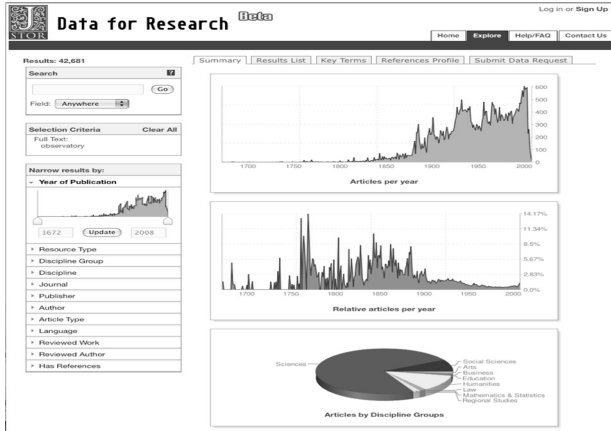 Log in or Sign Up
JSTOR
Data for Research Beta
Home Explore Help/FAQ Contact Us
Results: 42,681
Search ?
Go
Field: Anywhere
Selection Criteria Clear All
Full Text:
observatory
Narrow results by:
Year of Publication
1672 Update 2008
Resource Type
Discipline Group
Discipline
Journal
Publisher
Author
Article Type
Language
Reviewed Work
Reviewed Author
Has References
Summary Results List Key Terms References Profile Submit Data Request
600
500
400
300
200
100
0
1700 1750 1800 1850 1900 1950 2000
Articles per year
14.17%
11.34%
8.5%
5.67%
2.83%
0.0%
1700 1750 1800 1850 1900 1950 2000
Relative articles per year
Sciences
Social Sciences
Arts
Business
Education
Humanities
Law
Mathematics & Statistics
Regional Studies
Articles by Discipline Groups